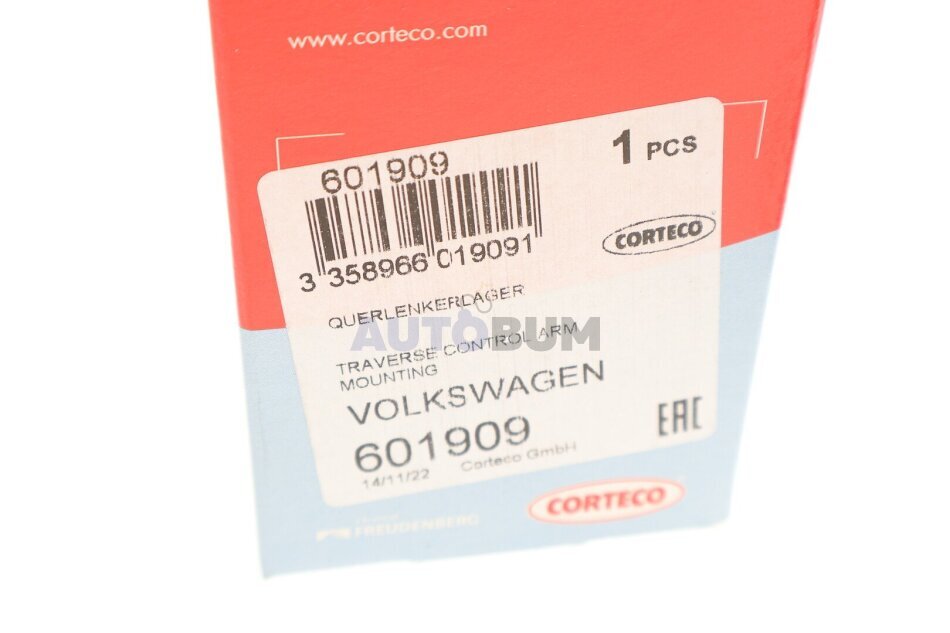 www.corteco.com
601909
1 PCS
3 358966 019091
CORTECO
QUERLENKERLAGER
AUTOBUM
TRAVERSE CONTROL ARM
MOUNTING
VOLKSWAGEN
601909
EAC
14/11/22 Corteco GmbH
CORTECO
FREUDENBERG